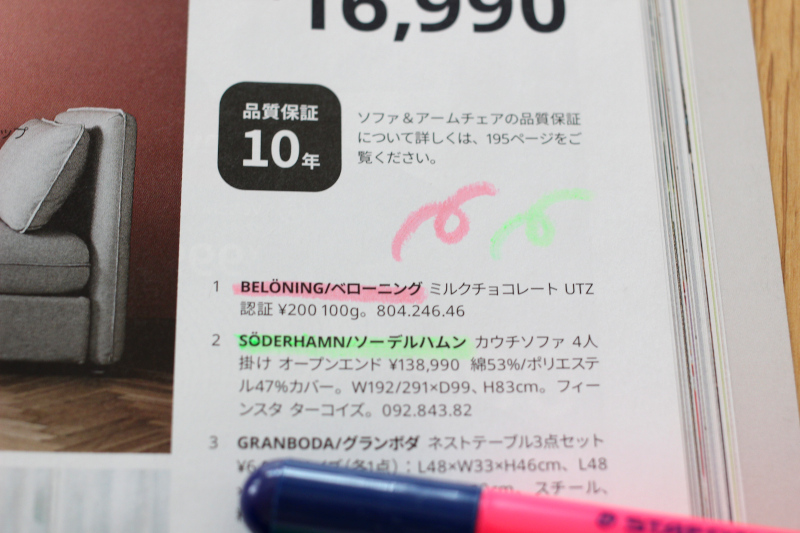 16,990
品質保証
10年
ソファ＆アームチェアの品質保証
について詳しくは、195ページをご
覧ください。
1 BELÖNING/ベローニング ミルクチョコレート UTZ
認証 ¥200 100g。804.246.46
2 SÖDERHAMN/ソーデルハムン カウチソファ 4人
掛け オープンエンド ¥138,990 綿53%/ポリエステ
ル47%カバー。W192/291×D99、H83cm。フィー
ンスタ ターコイズ。092.843.82
3 GRANBODA/グランボダ ネストテーブル3点セット
(各1点)：L48×W33×H46cm、L48
cm、スチール、